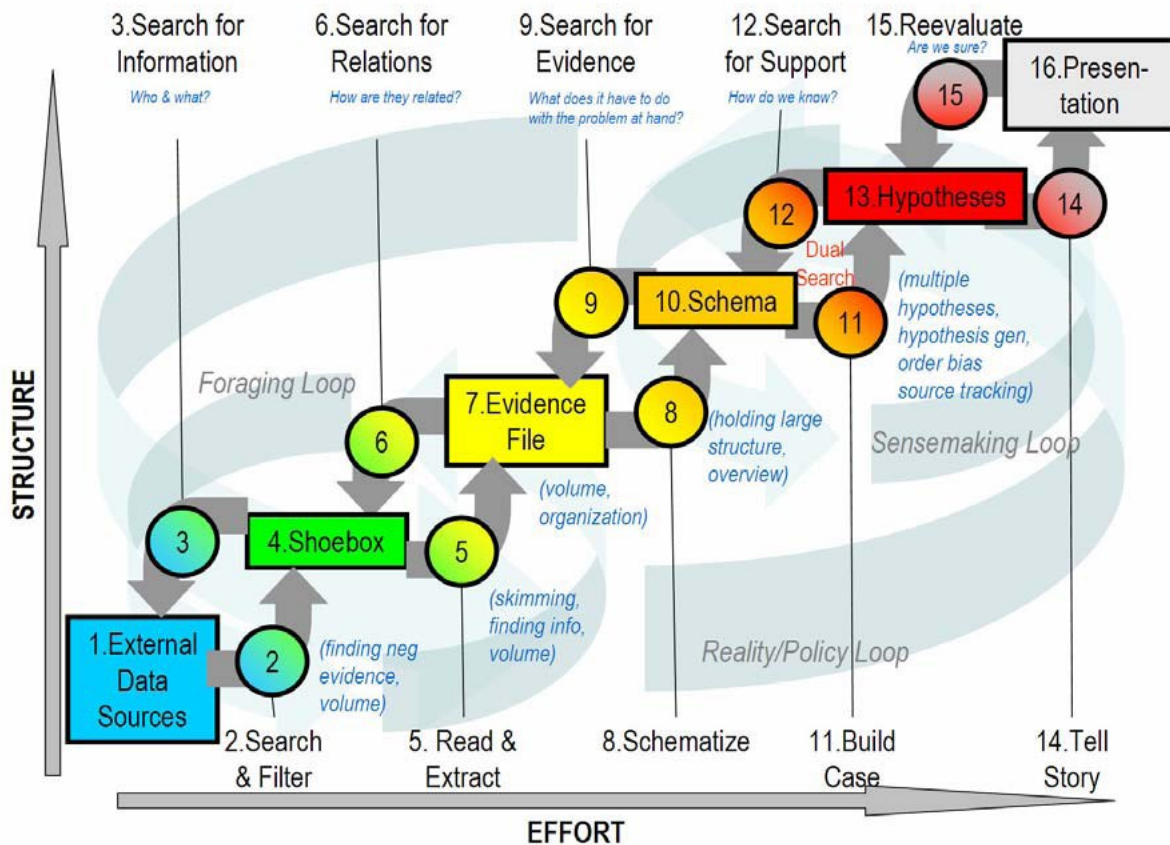 3.Search for
Information
Who & what?
6.Search for
Relations
How are they related?
9.Search for
Evidence
What does it have to do
with the problem at hand?
12.Search
for Support
How do we know?
15.Reevaluate
Are we sure?
16.Presen-
tation
15
13.Hypotheses
14
12
Dual
Search
9
10.Schema
11
(multiple
hypotheses,
hypothesis gen,
order bias
source tracking)
Foraging Loop
7.Evidence
File
6
8
(holding large
structure,
overview)
Sensemaking Loop
(volume,
organization)
3
4.Shoebox
5
(skimming,
finding info,
volume)
1.External
Data
Sources
2
(finding neg
evidence,
volume)
Reality/Policy Loop
2.Search
& Filter
5. Read &
Extract
8.Schematize
11.Build
Case
14.Tell
Story
STRUCTURE
EFFORT